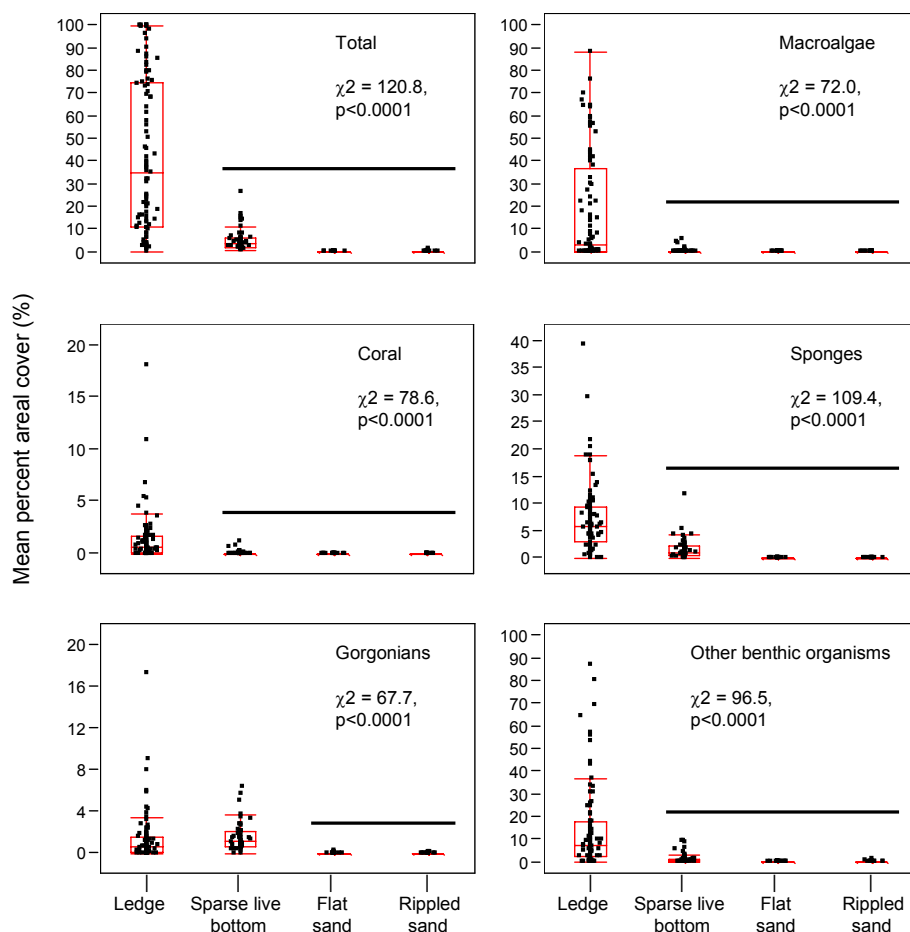 Mean percent areal cover (%)
100
90
80
70
60
50
40
30
20
10
0
Total
χ2 = 120.8,
p<0.0001
100
90
80
70
60
50
40
30
20
10
0
Macroalgae
χ2 = 72.0,
p<0.0001
20
15
10
5
0
Coral
χ2 = 78.6,
p<0.0001
40
35
30
25
20
15
10
5
0
Sponges
χ2 = 109.4,
p<0.0001
20
16
12
8
4
0
Gorgonians
χ2 = 67.7,
p<0.0001
100
90
80
70
60
50
40
30
20
10
0
Other benthic organisms
χ2 = 96.5,
p<0.0001
Ledge
Sparse live
bottom
Flat
sand
Rippled
sand
Ledge
Sparse live
bottom
Flat
sand
Rippled
sand